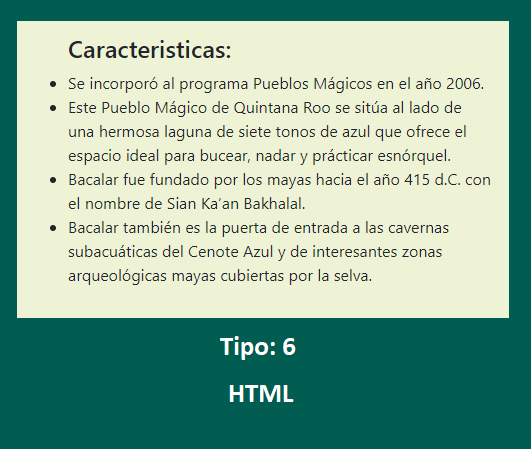 Caracteristicas:
• Se incorporó al programa Pueblos Mágicos en el año 2006.
• Este Pueblo Mágico de Quintana Roo se sitúa al lado de
una hermosa laguna de siete tonos de azul que ofrece el
espacio ideal para bucear, nadar y prácticar esnórquel.
• Bacalar fue fundado por los mayas hacia el año 415 d.C. con
el nombre de Sian Ka’an Bakhalal.
• Bacalar también es la puerta de entrada a las cavernas
subacuáticas del Cenote Azul y de interesantes zonas
arqueológicas mayas cubiertas por la selva.
Tipo: 6
HTML